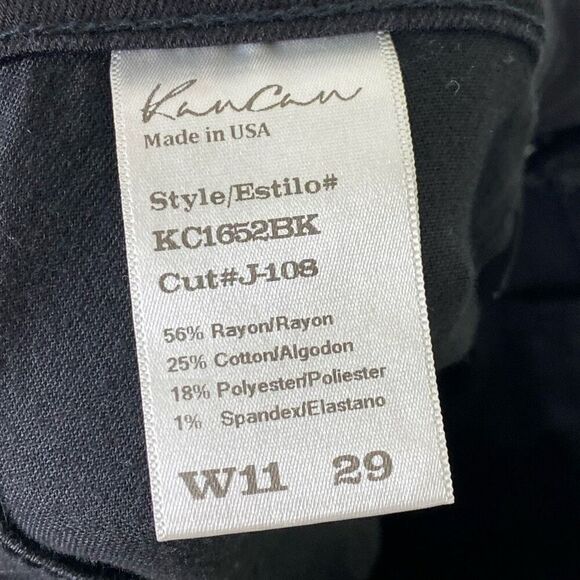 KanCan
Made in USA
Style/Estilo#
KC1652BK
Cut#J-108
56% Rayon/Rayon
25% Cotton/Algodon
18% Polyester/Poliester
1% Spandex/Elastano
W11 29